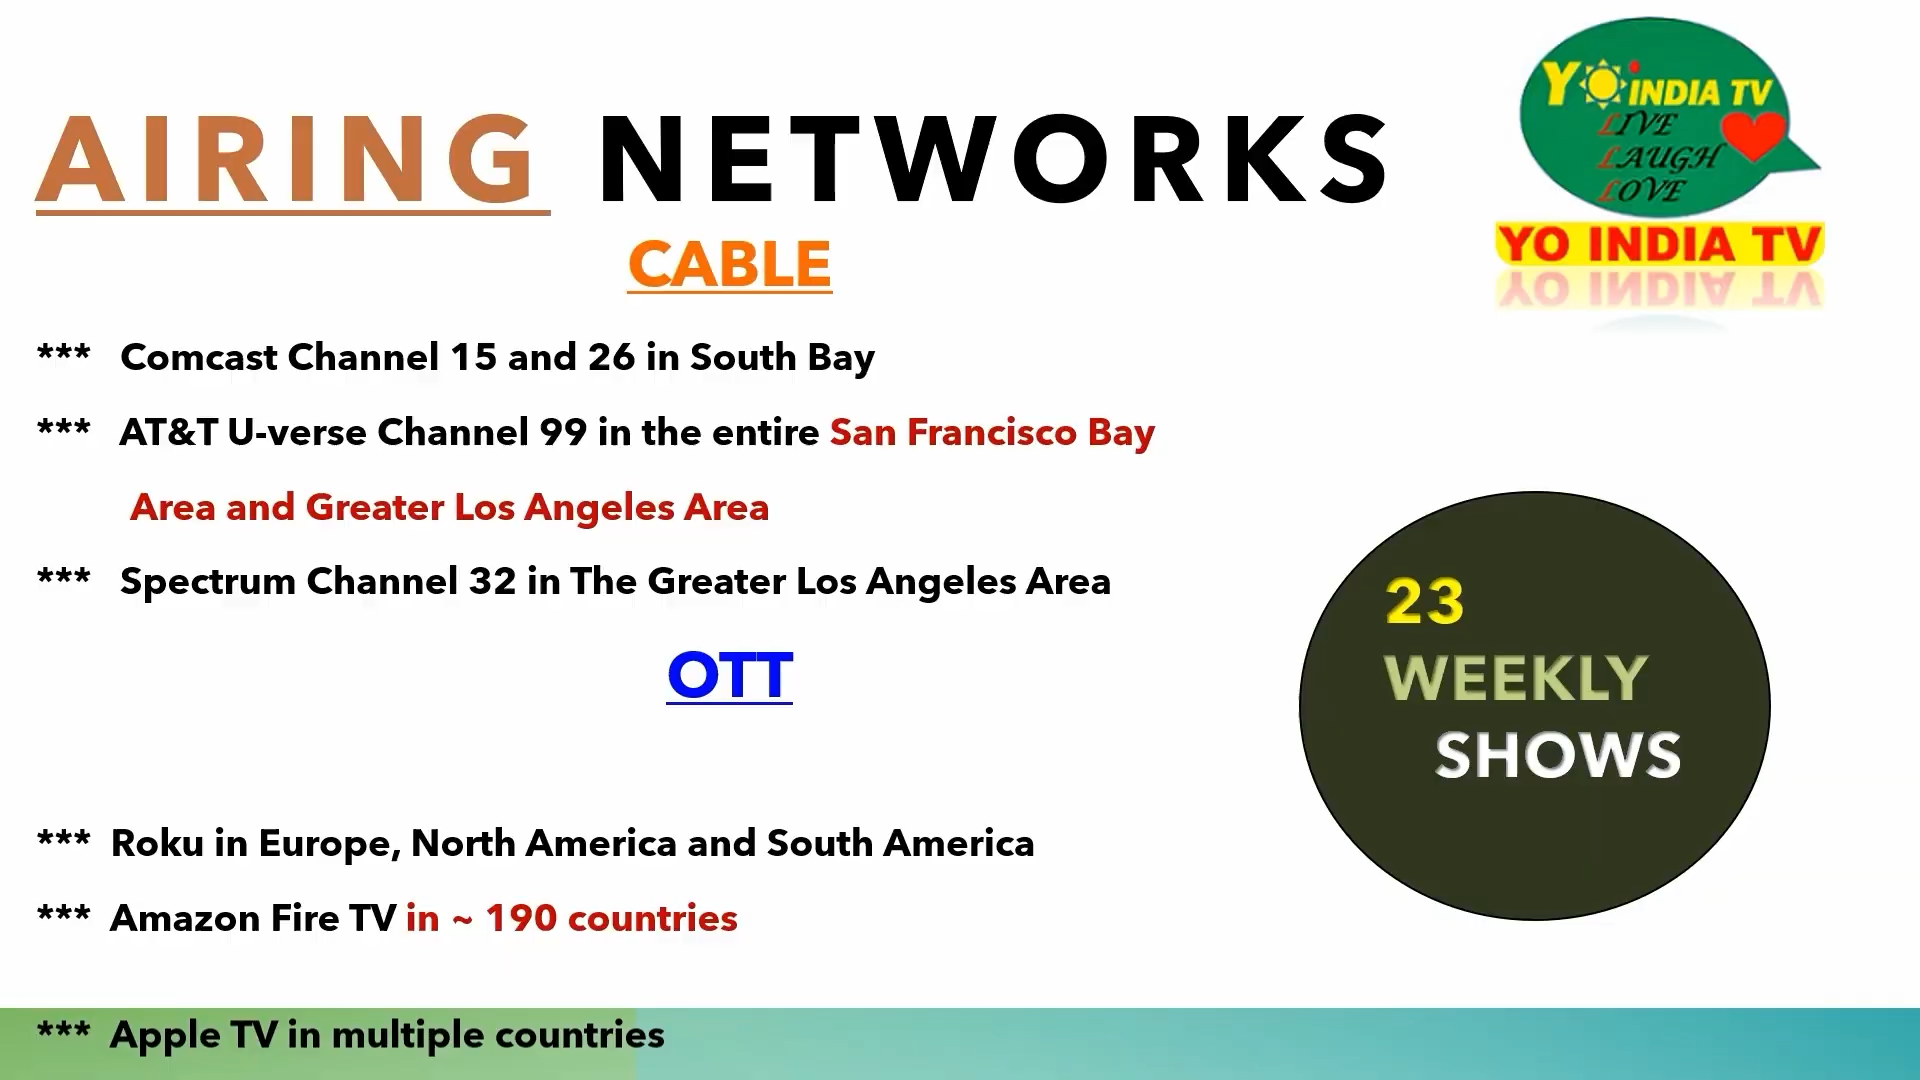 AIRING NETWORKS
YO INDIA TV
LIVE
LAUGH
LOVE
YO INDIA TV
CABLE
*** Comcast Channel 15 and 26 in South Bay
*** AT&T U-verse Channel 99 in the entire San Francisco Bay
Area and Greater Los Angeles Area
*** Spectrum Channel 32 in The Greater Los Angeles Area
OTT
*** Roku in Europe, North America and South America
*** Amazon Fire TV in ~ 190 countries
*** Apple TV in multiple countries
23
WEEKLY
SHOWS